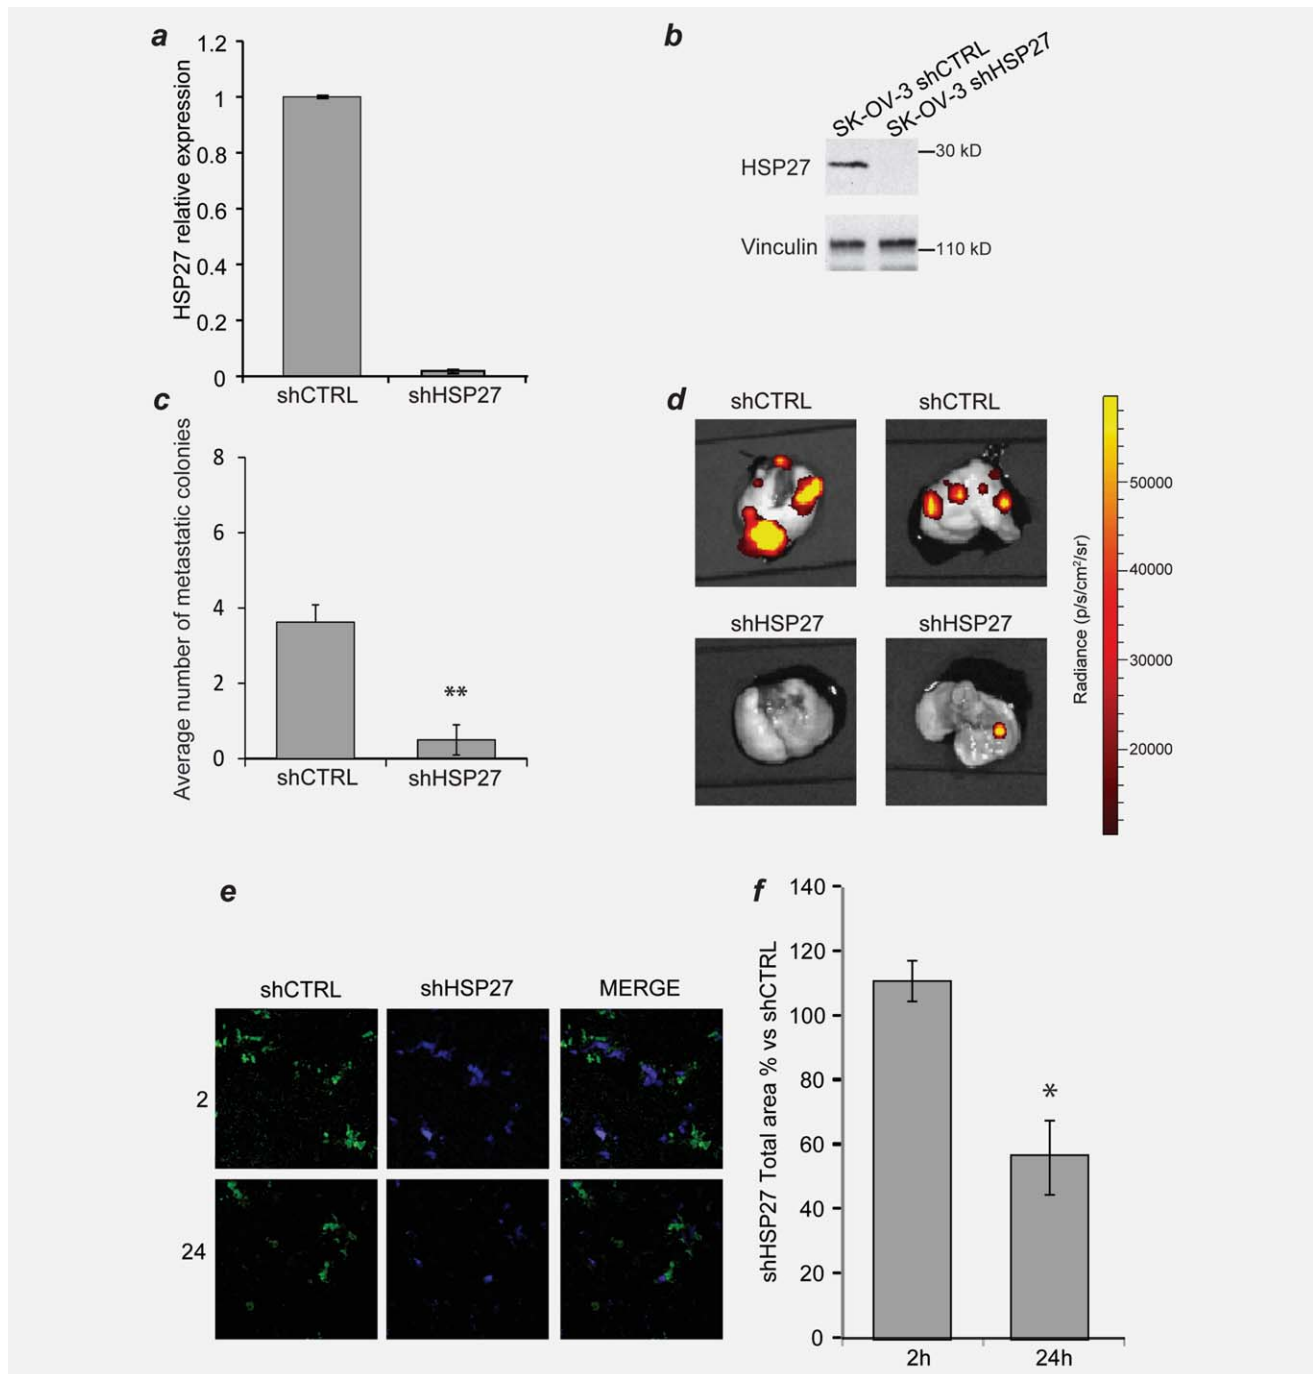 a
HSP27 relative expression
1.2
1
0.8
0.6
0.4
0.2
0
shCTRL shHSP27
b
SK-OV-3 shCTRL
SK-OV-3 shHSP27
HSP27
30 kD
Vinculin
110 kD
c
Average number of metastatic colonies
8
6
4
2
0
**
shCTRL shHSP27
d
shCTRL shCTRL
shHSP27 shHSP27
Radiance (p/s/cm²/sr)
50000
40000
30000
20000
e
shCTRL shHSP27 MERGE
2
24
f
shHSP27 Total area % vs shCTRL
140
120
100
80
60
40
20
0
*
2h 24h